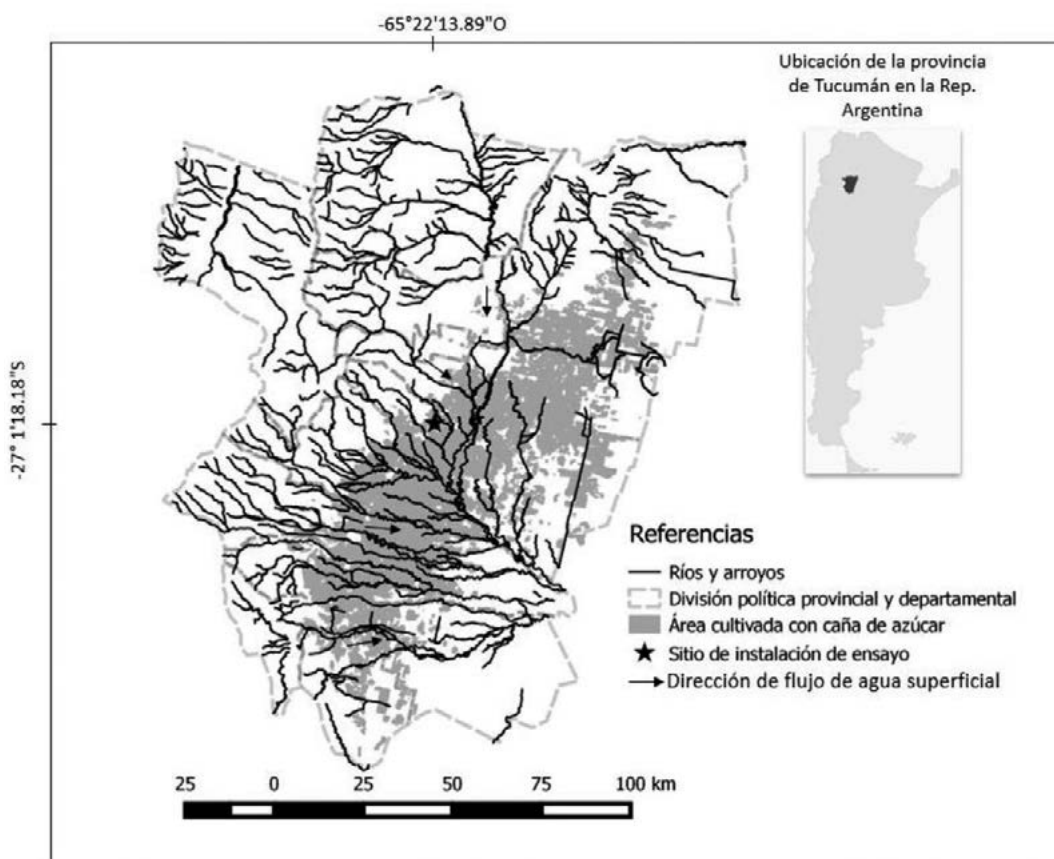 -65°22'13.89"O
Ubicación de la provincia
de Tucumán en la Rep.
Argentina
-27° 1'18.18"S
Referencias
Ríos y arroyos
División política provincial y departamental
Área cultivada con caña de azúcar
Sitio de instalación de ensayo
Dirección de flujo de agua superficial
25 0 25 50 75 100 km